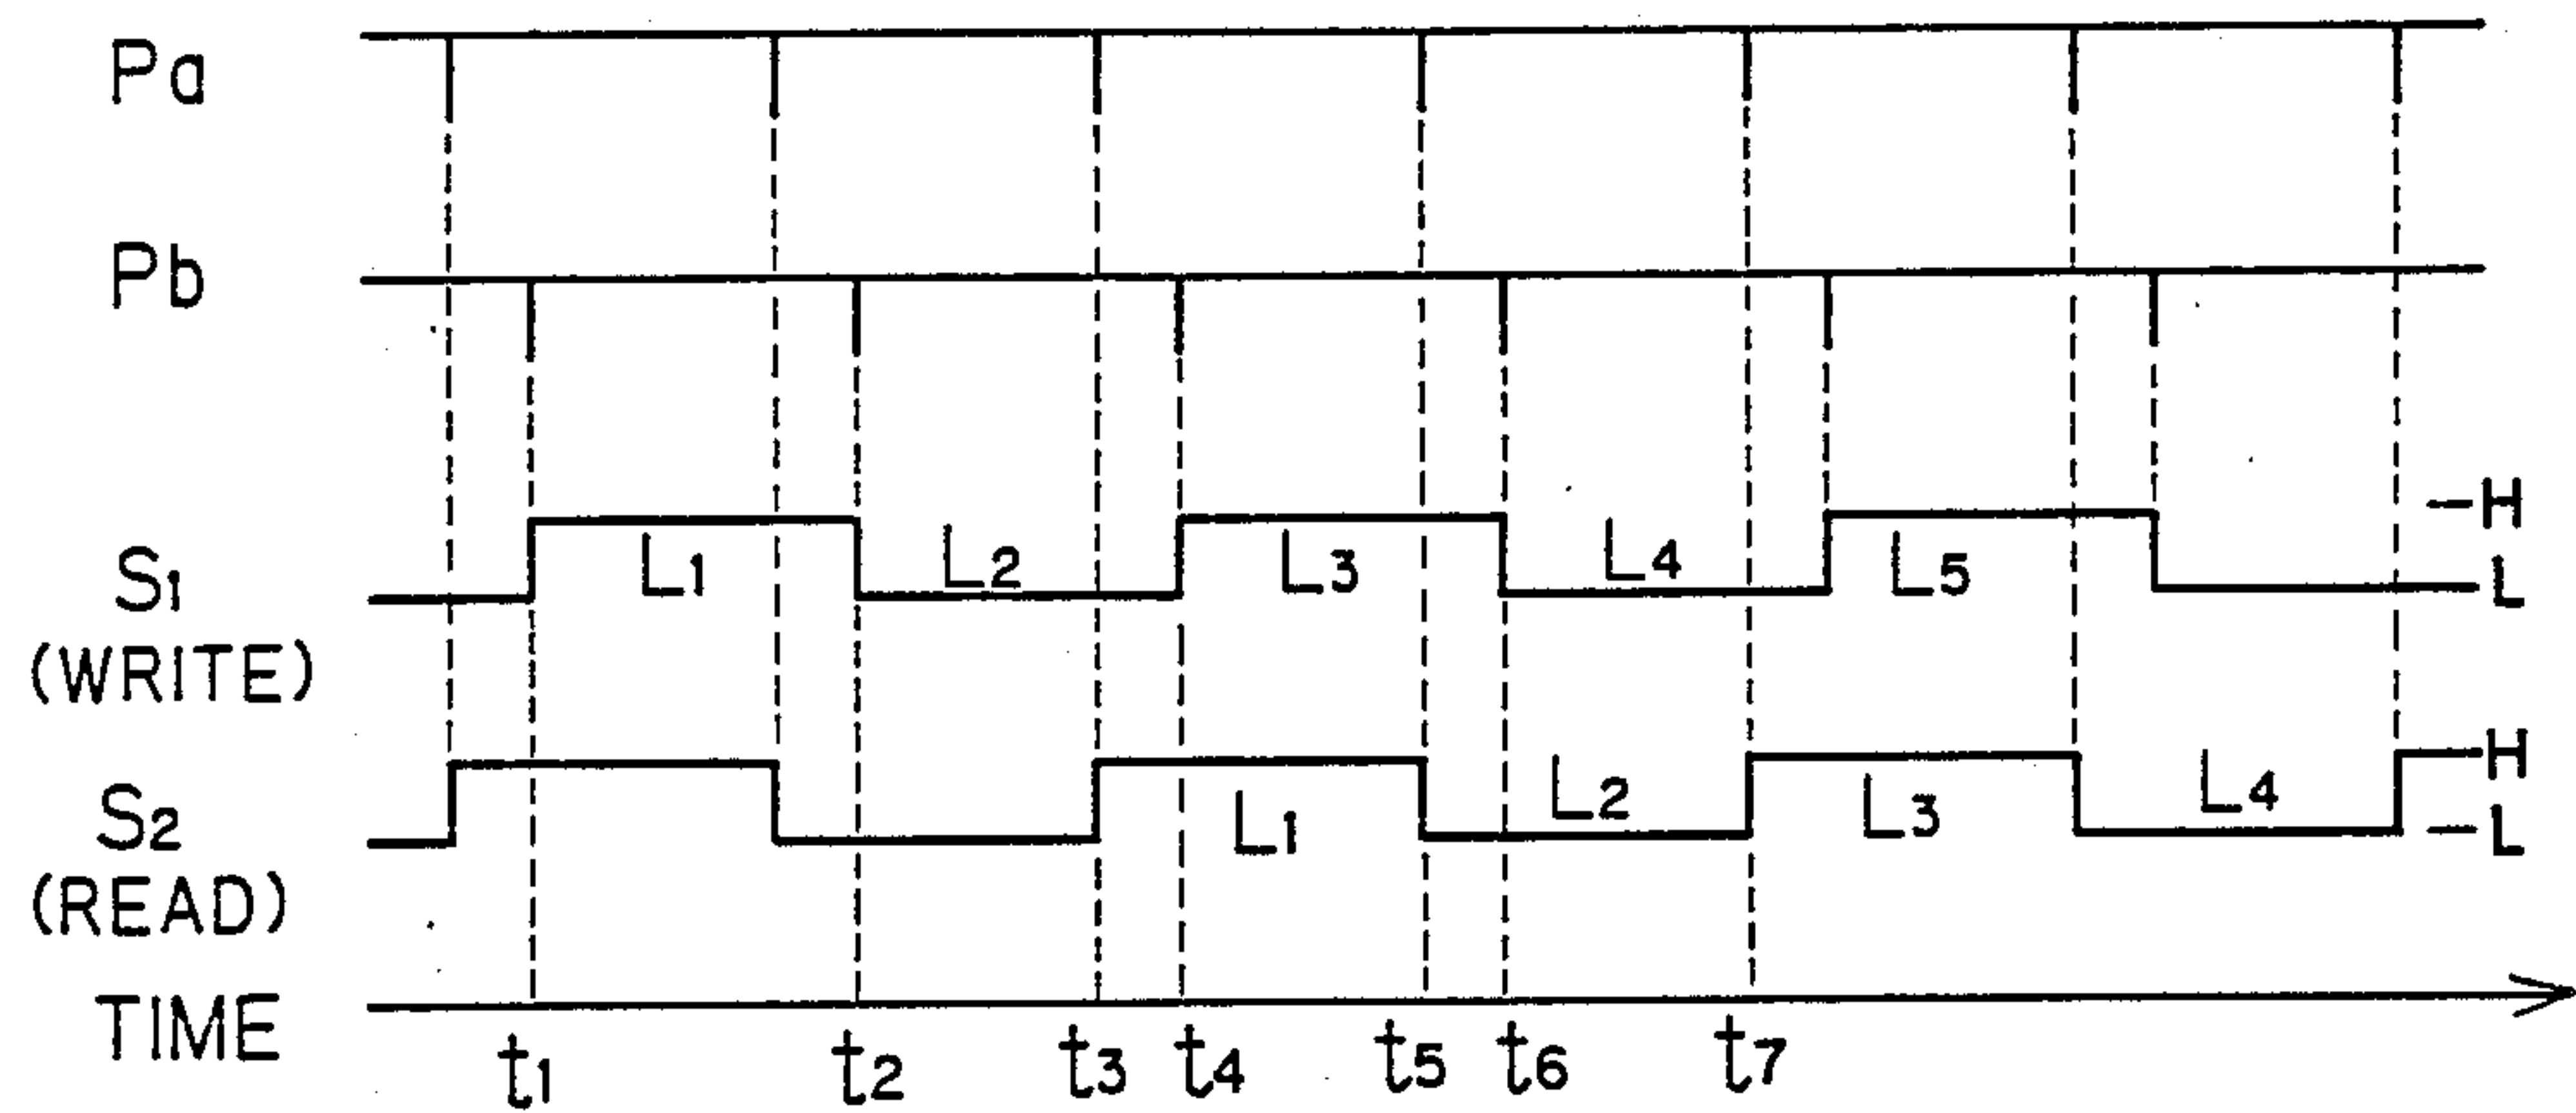 Pa
Pb
S1 L1 L2 L3 L4 L5 -H L
(WRITE)
S2 L1 L2 L3 L4 H -L
(READ)
TIME
t1 t2 t3 t4 t5 t6 t7